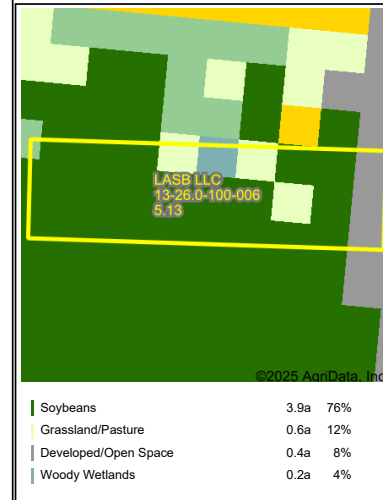 LASB LLC
13-26.0-100-006
5.13
©2025 AgriData, Inc
Soybeans 3.9a 76%
Grassland/Pasture 0.6a 12%
Developed/Open Space 0.4a 8%
Woody Wetlands 0.2a 4%